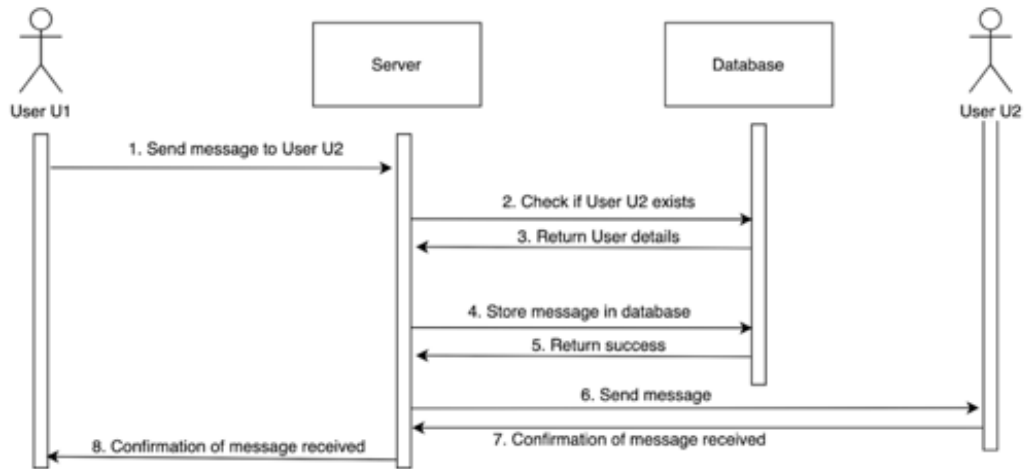 Server
Database
User U1
User U2
1. Send message to User U2
2. Check if User U2 exists
3. Return User details
4. Store message in database
5. Return success
6. Send message
7. Confirmation of message received
8. Confirmation of message received